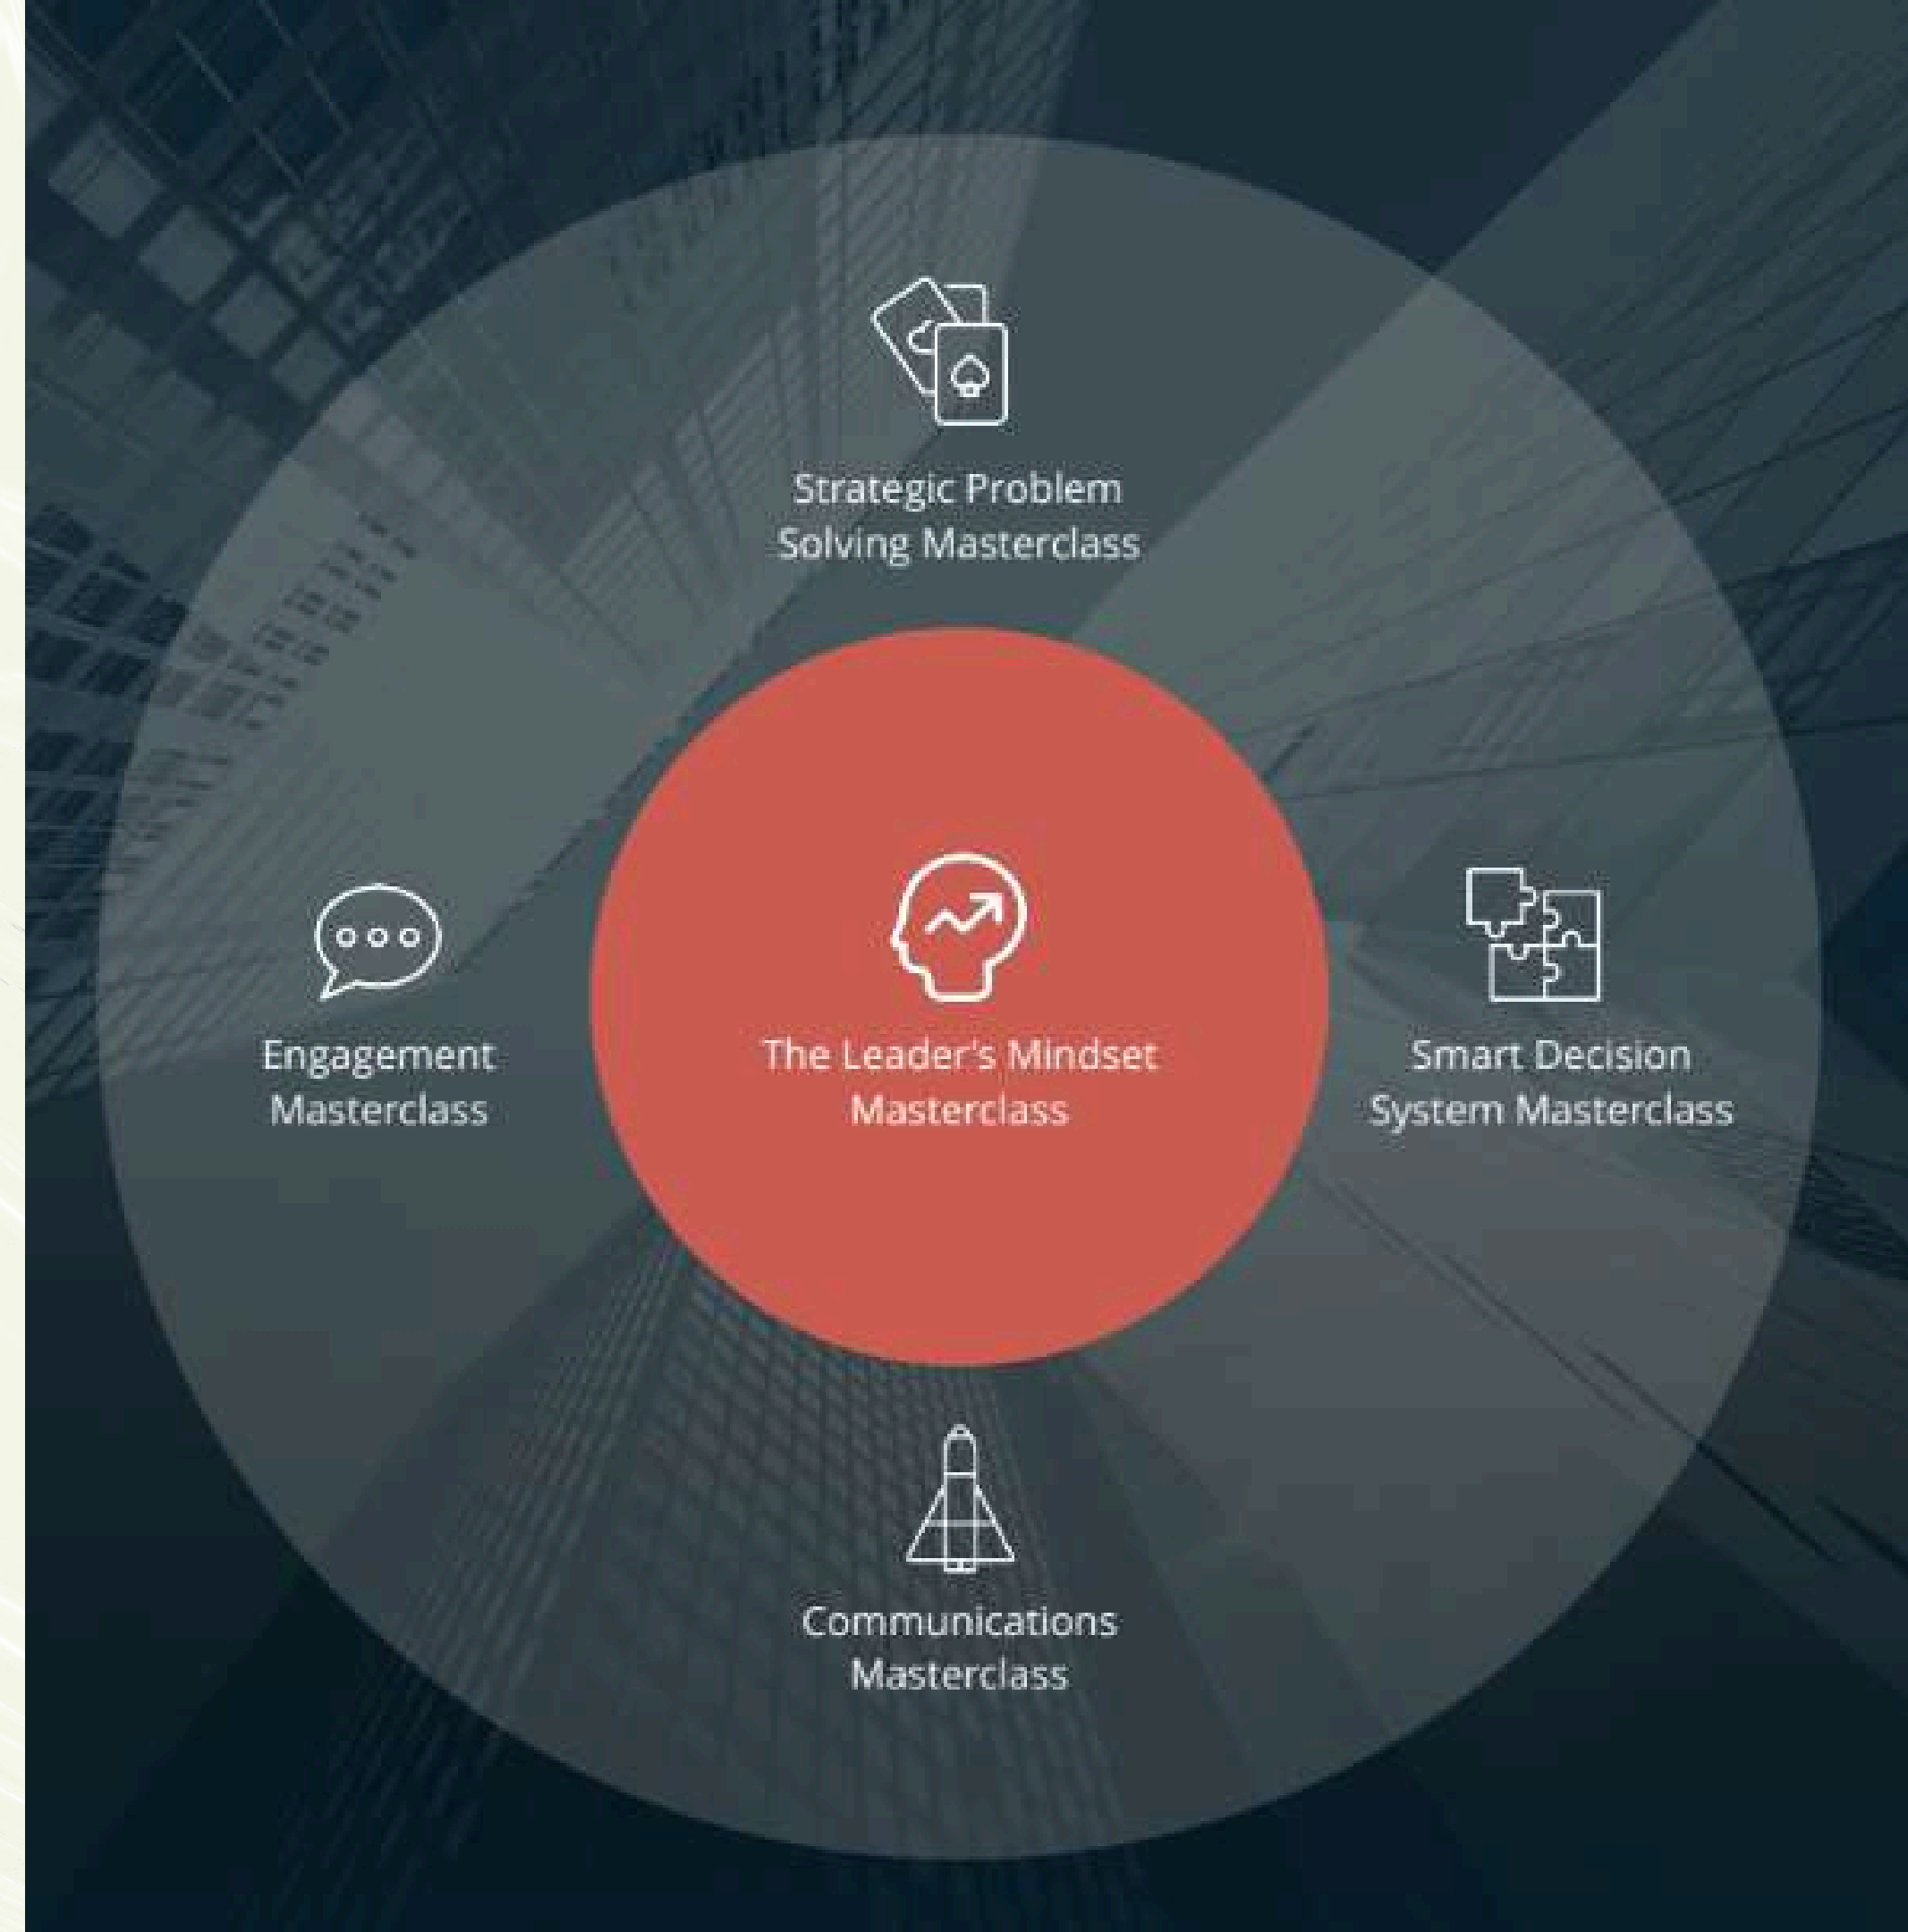 Strategic Problem
Solving Masterclass
Engagement
Masterclass
The Leader's Mindset
Masterclass
Smart Decision
System Masterclass
Communications
Masterclass